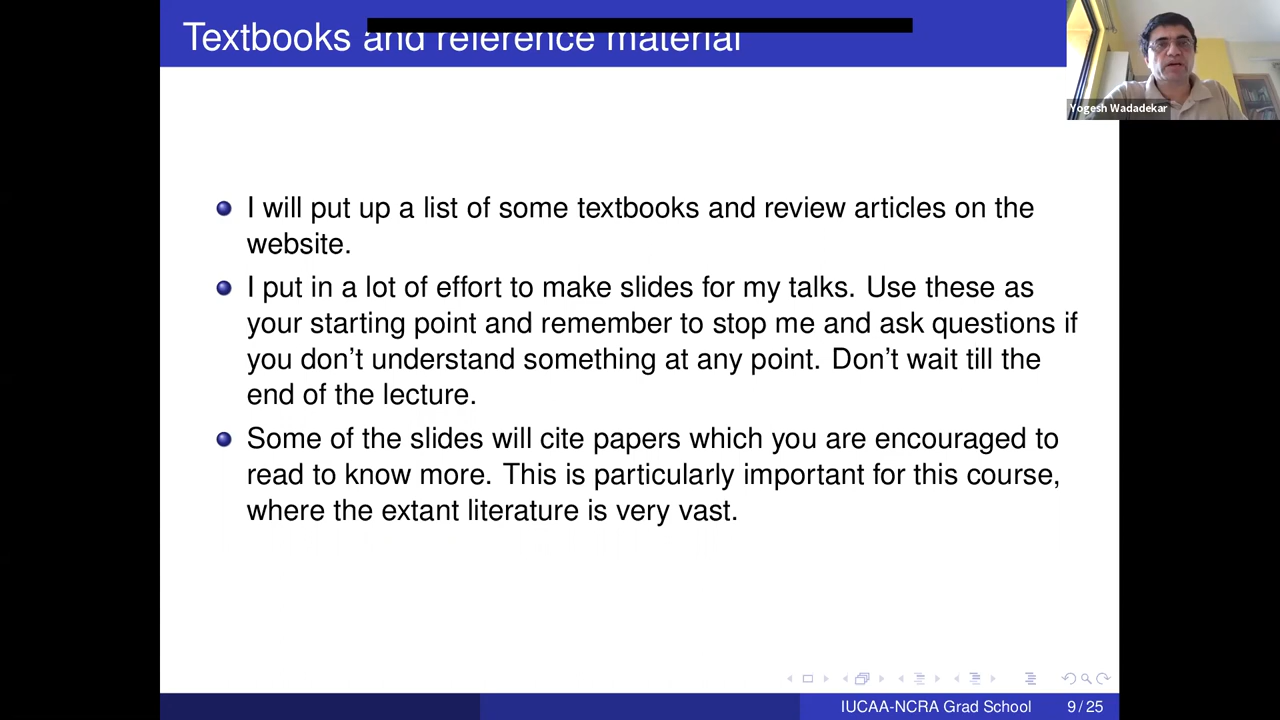 Textbooks and reference material
Yogesh Wadadekar
I will put up a list of some textbooks and review articles on the
website.
I put in a lot of effort to make slides for my talks. Use these as
your starting point and remember to stop me and ask questions if
you don't understand something at any point. Don't wait till the
end of the lecture.
Some of the slides will cite papers which you are encouraged to
read to know more. This is particularly important for this course,
where the extant literature is very vast.
IUCAA-NCRA Grad School 9 / 25